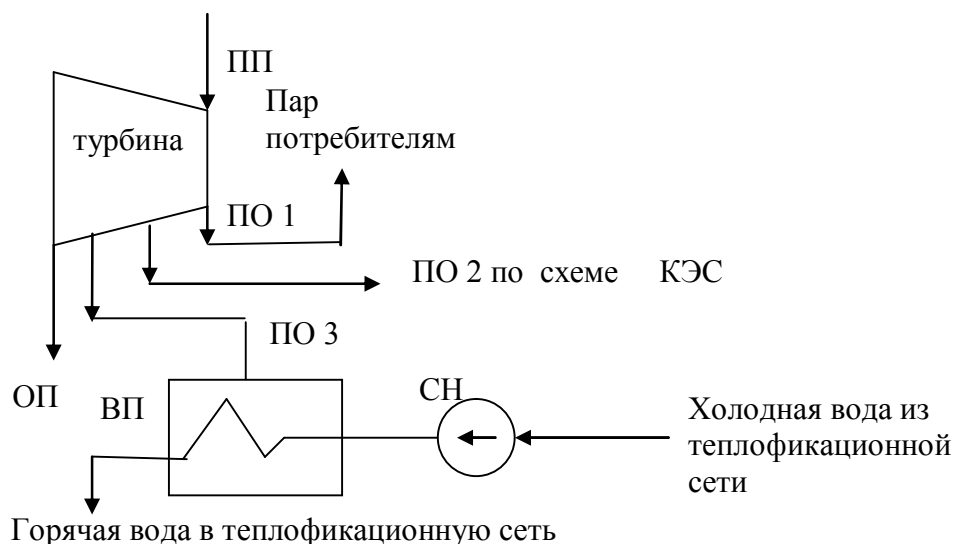 ПП
Пар
потребителям
турбина
ПО 1
ПО 2 по схеме КЭС
ПО 3
ОП
ВП
СН
Холодная вода из
теплофикационной
сети
Горячая вода в теплофикационную сеть